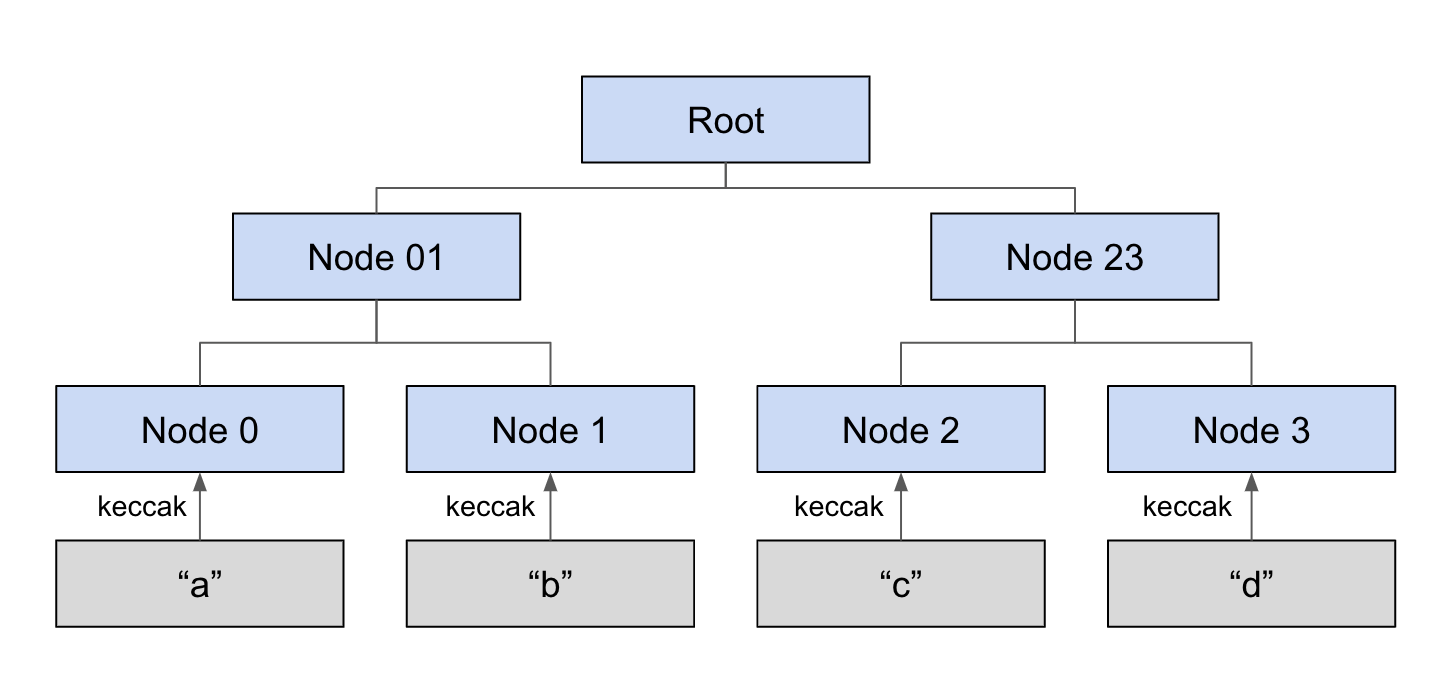 Root
Node 01
Node 23
Node 0
Node 1
Node 2
Node 3
keccak
keccak
keccak
keccak
“a”
“b”
“c”
“d”